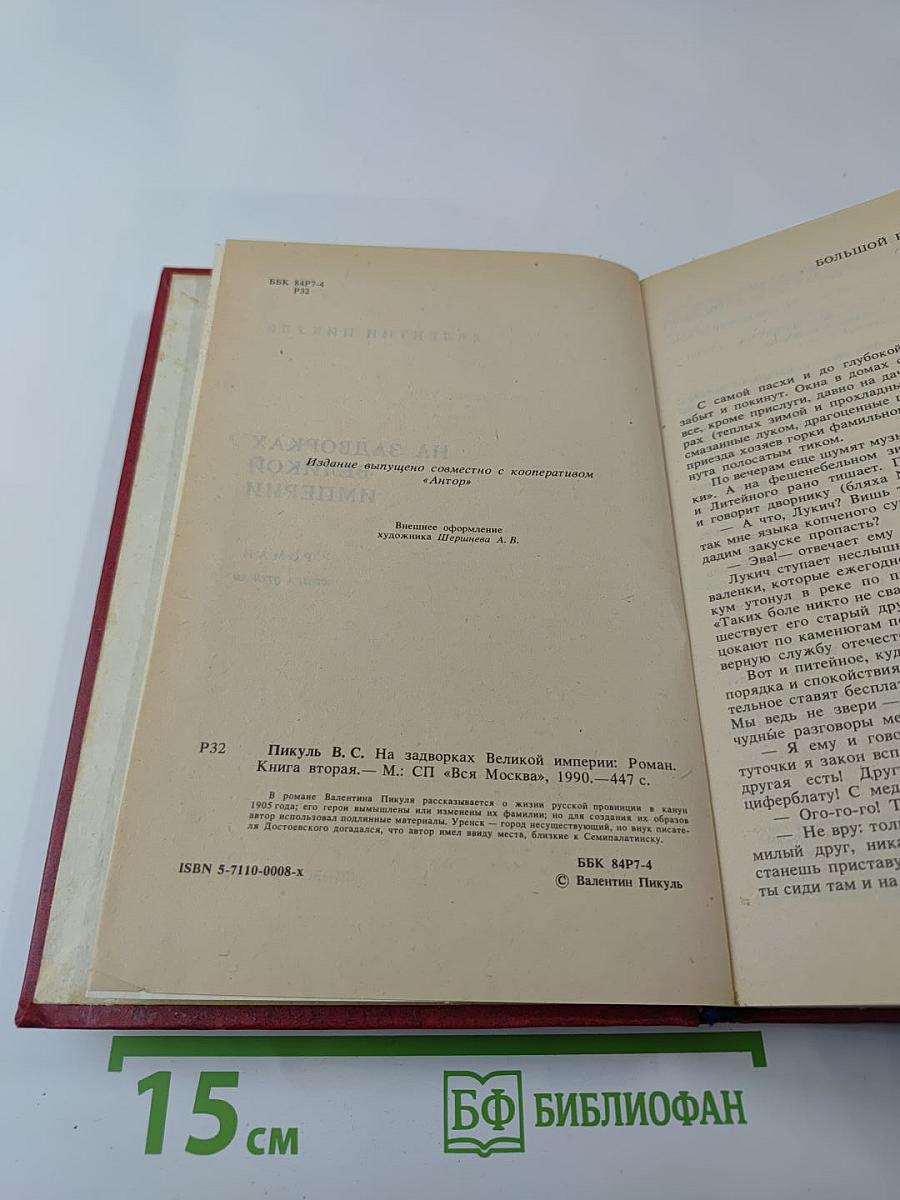 ББК 84Р7-4
Р32
Издание выпущено совместно с кооперативом
«Антор»
Внешнее оформление
художника Шершнева А. В.
Р32 Пикуль В. С. На задворках Великой империи: Роман.
Книга вторая.— М.: СП «Вся Москва», 1990.—447 с.
В романе Валентина Пикуля рассказывается о жизни русской провинции в канун
1905 года; его герои вымышлены или изменены их фамилии; но для создания их образов
автор использовал подлинные материалы. Уренск — город несуществующий, но внук писате-
ля Достоевского догадался, что автор имел ввиду места, близкие к Семипалатинску.
ISBN 5-7110-0008-х
ББК 84Р7-4
© Валентин Пикуль
БОЛЬШОЙ
С самой пасхи и до глубокой
забыт и покинут. Окна в домах
все, кроме прислуги, давно на
рах (теплых зимой и
смазанные луком, драгоценные
приезда хозяев горки
нута полосатым тиком.
По вечерам еще шумят
ки». А на фешенебельном
и Литейного рано тишает.
и говорит дворнику (бляха
— А что, Лукич? Вишь
так мне языка копченого
дадим закуске пропасть?
— Эва!— отвечает ему
Лукич ступает
валенки, которые
кум утонул в реке по
«Таких боле никто не
шествует его старый
цокают по каменюгам
верную службу
Вот и питейное,
порядка и спокойствия
тельное ставят
Мы ведь не звери —
чудные разговоры
— Я ему и
туточки я закон
другая есть!
циферблату! С
— Ого-го-го!
— Не вру:
милый друг,
станешь приставу
ты сиди там и на
15 см
БФ БИБЛИОФАН